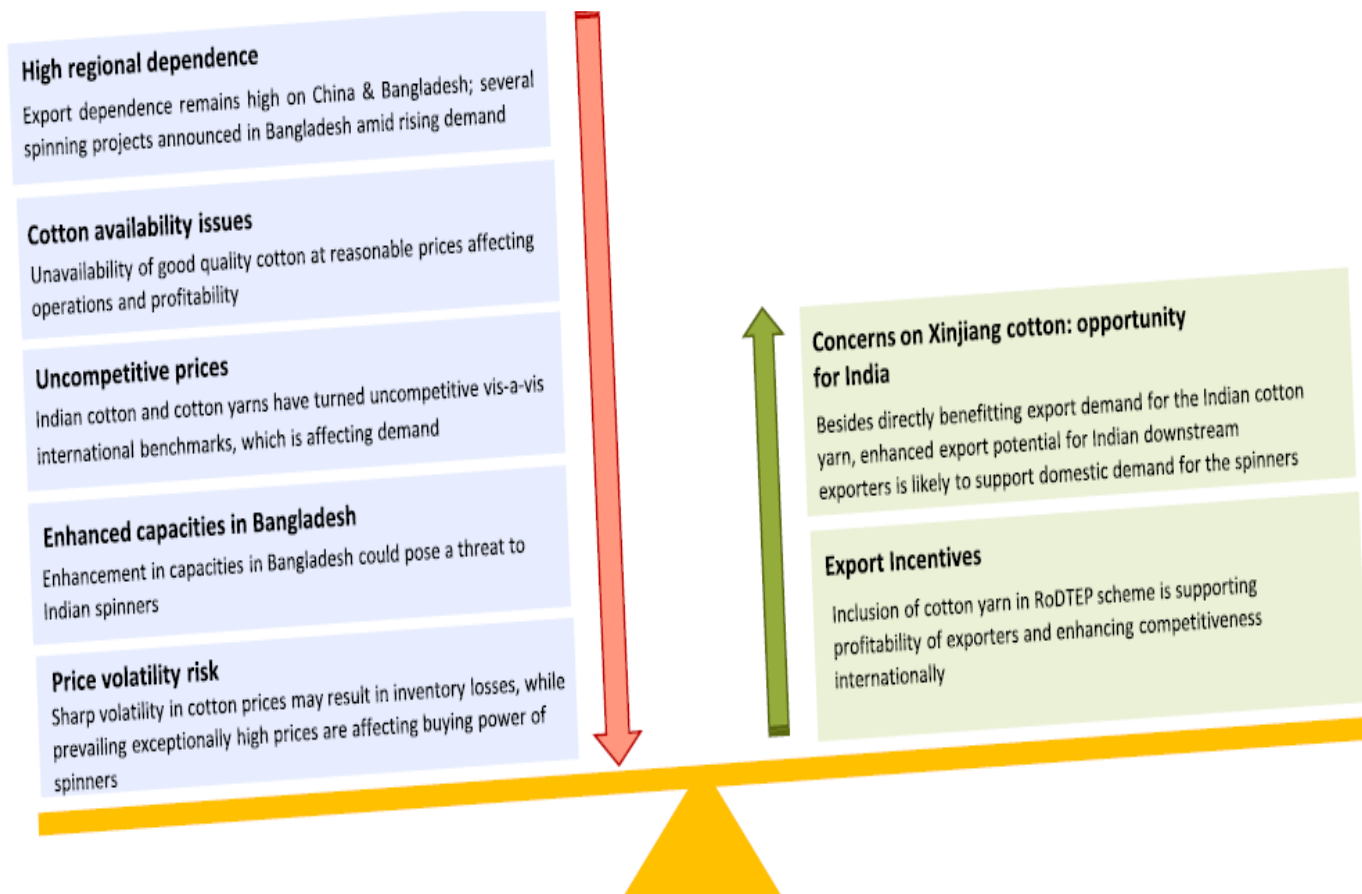 High regional dependence
Export dependence remains high on China & Bangladesh; several
spinning projects announced in Bangladesh amid rising demand
Cotton availability issues
Unavailability of good quality cotton at reasonable prices affecting
operations and profitability
Uncompetitive prices
Indian cotton and cotton yarns have turned uncompetitive vis-a-vis
international benchmarks, which is affecting demand
Enhanced capacities in Bangladesh
Enhancement in capacities in Bangladesh could pose a threat to
Indian spinners
Price volatility risk
Sharp volatility in cotton prices may result in inventory losses, while
prevailing exceptionally high prices are affecting buying power of
spinners
Concerns on Xinjiang cotton: opportunity
for India
Besides directly benefitting export demand for the Indian cotton
yarn, enhanced export potential for Indian downstream
exporters is likely to support domestic demand for the spinners
Export Incentives
Inclusion of cotton yarn in RoDTEP scheme is supporting
profitability of exporters and enhancing competitiveness
internationally